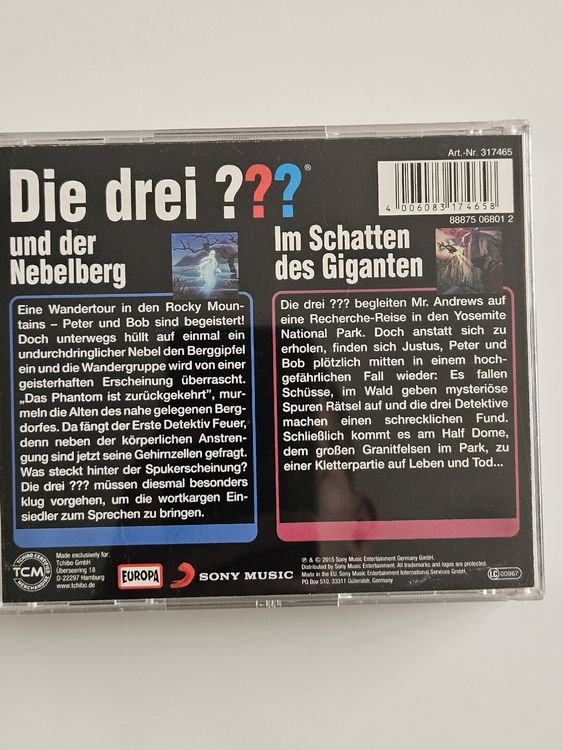 Art.-Nr. 317465
4 006083 174658
88875 06801 2
Die drei ???®
und der
Nebelberg
Eine Wandertour in den Rocky Moun-
tains – Peter und Bob sind begeistert!
Doch unterwegs hüllt auf einmal ein
undurchdringlicher Nebel den Berggipfel
ein und die Wandergruppe wird von einer
geisterhaften Erscheinung überrascht.
„Das Phantom ist zurückgekehrt", mur-
meln die Alten des nahe gelegenen Berg-
dorfes. Da fängt der Erste Detektiv Feuer,
denn neben der körperlichen Anstren-
gung sind jetzt seine Gehirnzellen gefragt.
Was steckt hinter der Spukerscheinung?
Die drei ??? müssen diesmal besonders
klug vorgehen, um die wortkargen Ein-
siedler zum Sprechen zu bringen.
Im Schatten
des Giganten
Die drei ??? begleiten Mr. Andrews auf
eine Recherche-Reise in den Yosemite
National Park. Doch anstatt sich zu
erholen, finden sich Justus, Peter und
Bob plötzlich mitten in einem hoch-
gefährlichen Fall wieder: Es fallen
Schüsse, im Wald geben mysteriöse
Spuren Rätsel auf und die drei Detektive
machen einen schrecklichen Fund.
Schließlich kommt es am Half Dome,
dem großen Granitfelsen im Park, zu
einer Kletterpartie auf Leben und Tod...
TCHIBO CERTIFIED
TCM
MERCHANDISE
Made exclusively for:
Tchibo GmbH
Überseering 18
D-22297 Hamburg
www.tchibo.de
EUROPA
SONY MUSIC
℗ & © 2015 Sony Music Entertainment Germany GmbH.
Distributed by Sony Music Entertainment. All trademarks and logos are protected.
Made in the EU. Sony Music Entertainment International Services GmbH,
PO Box 510, 33311 Gütersloh, Germany
LC 00967